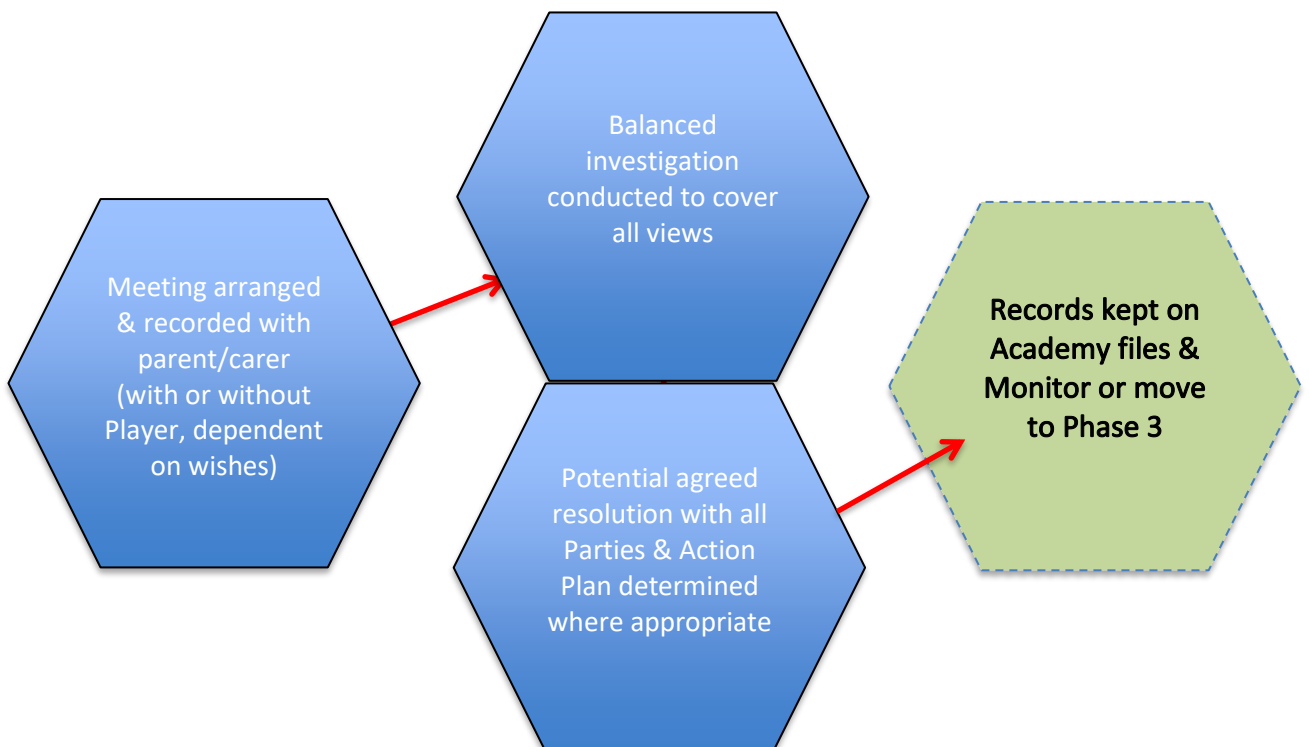 Meeting arranged
& recorded with
parent/carer
(with or without
Player, dependent
on wishes)
Balanced
investigation
conducted to cover
all views
Potential agreed
resolution with all
Parties & Action
Plan determined
where appropriate
Records kept on
Academy files &
Monitor or move
to Phase 3